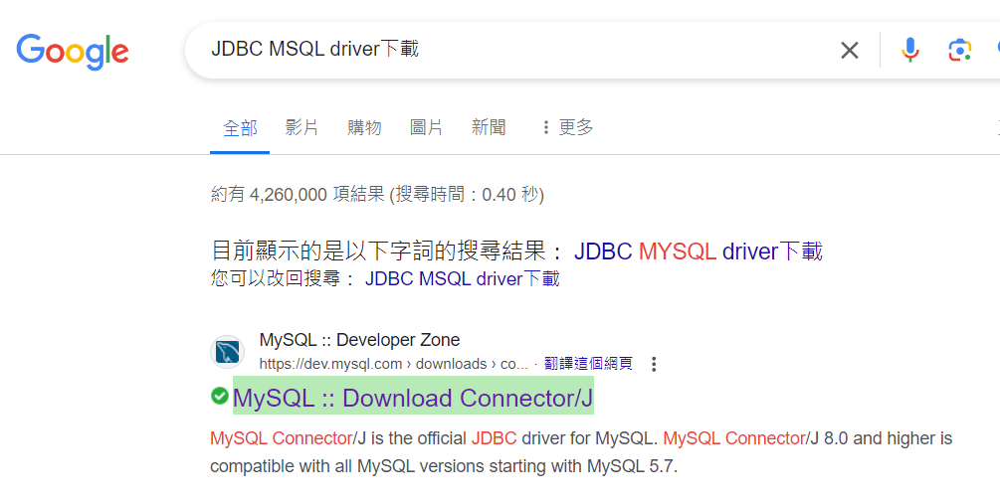 Google
JDBC MSQL driver下載
全部 影片 購物 圖片 新聞 更多
約有 4,260,000 項結果 (搜尋時間：0.40 秒)
目前顯示的是以下字詞的搜尋結果： JDBC MYSQL driver下載
您可以改回搜尋： JDBC MSQL driver下載
MySQL :: Developer Zone
https://dev.mysql.com › downloads › co... · 翻譯這個網頁
MySQL :: Download Connector/J
MySQL Connector/J is the official JDBC driver for MySQL. MySQL Connector/J 8.0 and higher is
compatible with all MySQL versions starting with MySQL 5.7.